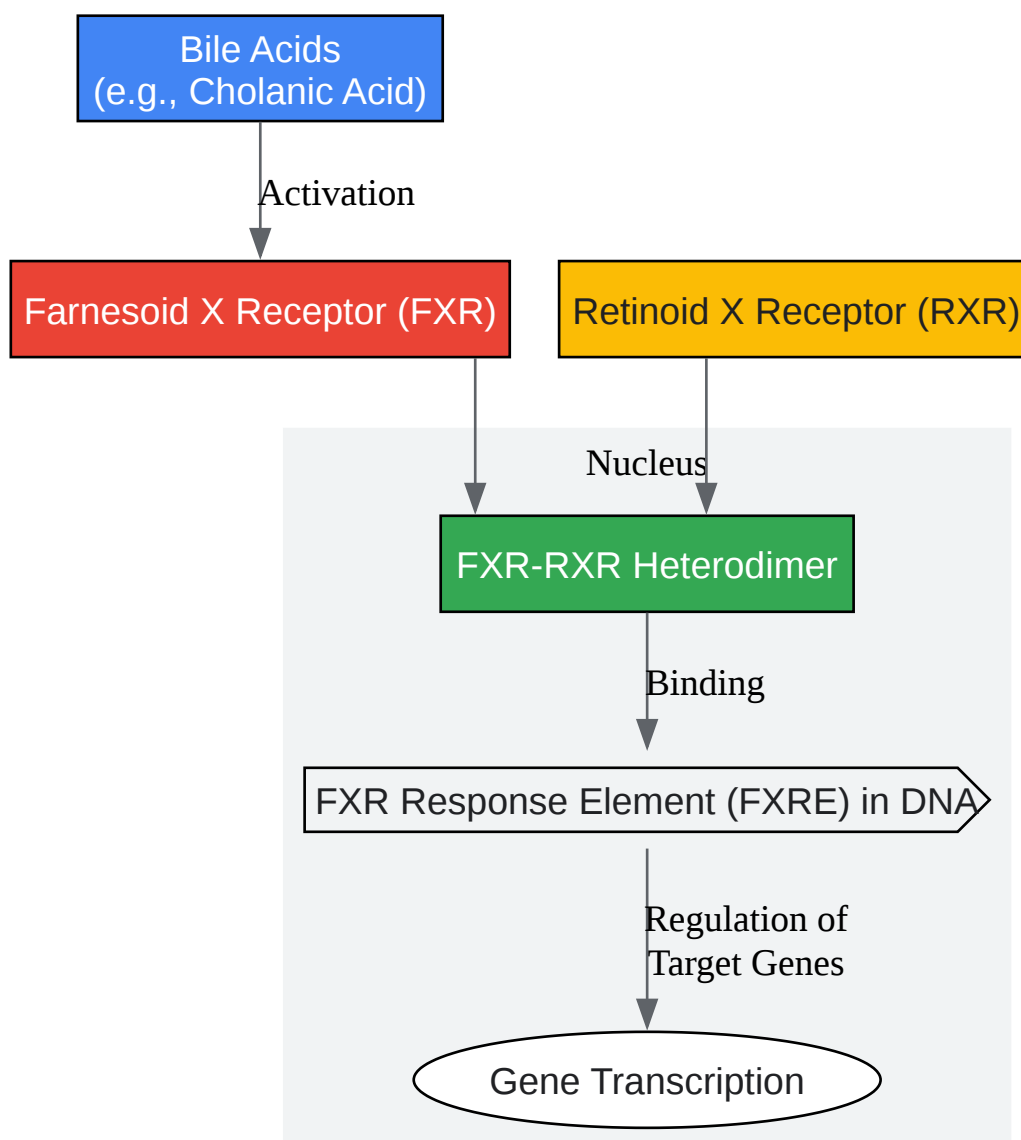 Bile Acids
(e.g., Cholanic Acid)
Activation
Farnesoid X Receptor (FXR)
Retinoid X Receptor (RXR)
Nucleus
FXR-RXR Heterodimer
Binding
FXR Response Element (FXRE) in DNA
Regulation of
Target Genes
Gene Transcription